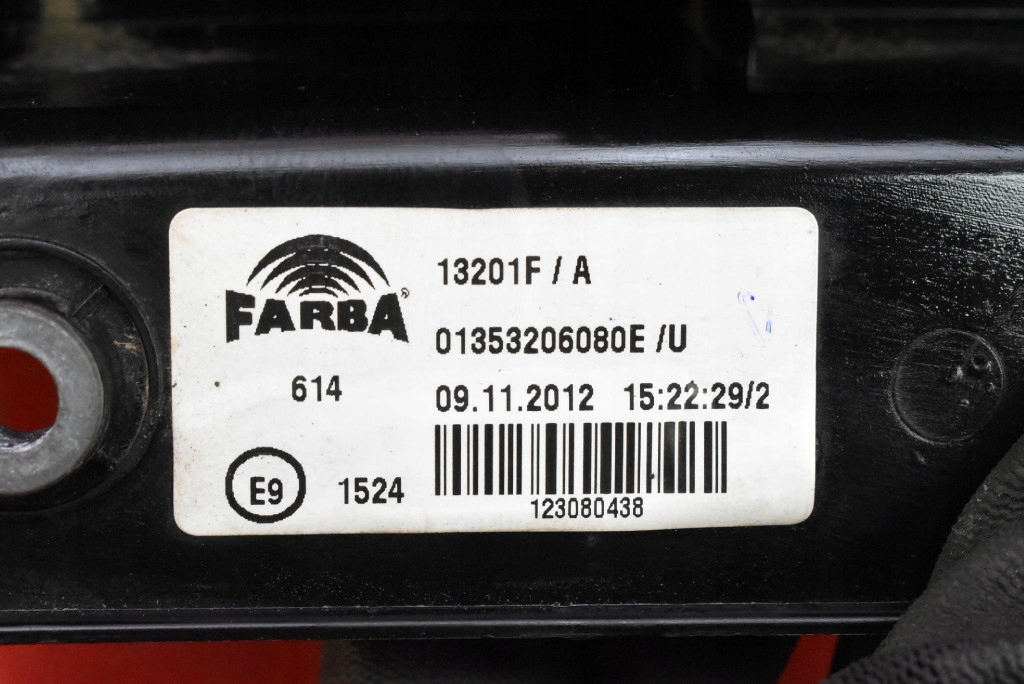 FARBA®
13201F / A
01353206080E /U
614
09.11.2012 15:22:29/2
E9
1524
123080438